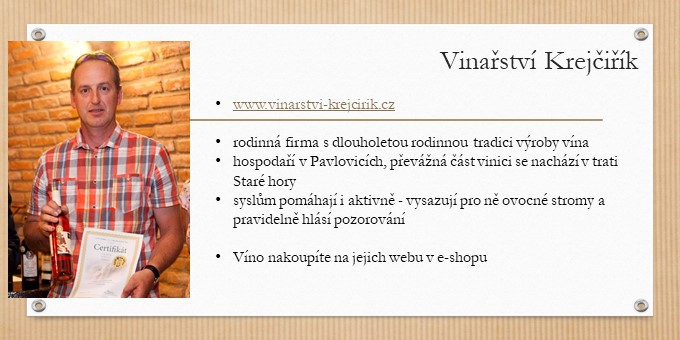 Vinařství Krejčiřík
• www.vinarstvi-krejcirik.cz
• rodinná firma s dlouholetou rodinnou tradici výroby vína
• hospodaří v Pavlovicích, převážná část vinici se nachází v trati
Staré hory
• syslům pomáhají i aktivně - vysazují pro ně ovocné stromy a
pravidelně hlásí pozorování
• Víno nakoupíte na jejich webu v e-shopu
Certifikát